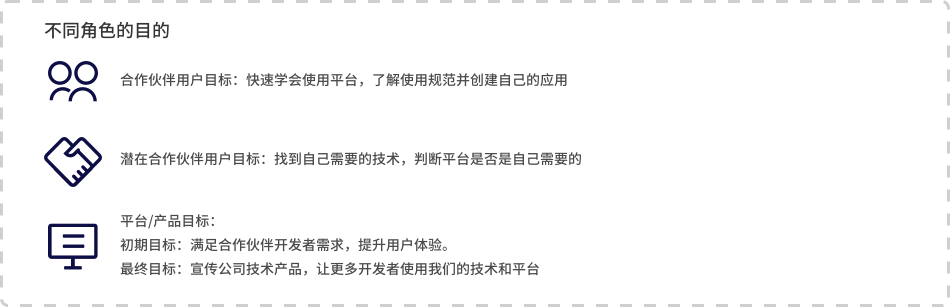 不同角色的目的
合作伙伴用户目标：快速学会使用平台，了解使用规范并创建自己的应用
潜在合作伙伴用户目标：找到自己需要的技术，判断平台是否是自己需要的
平台/产品目标：
初期目标：满足合作伙伴开发者需求，提升用户体验。
最终目标：宣传公司技术产品，让更多开发者使用我们的技术和平台